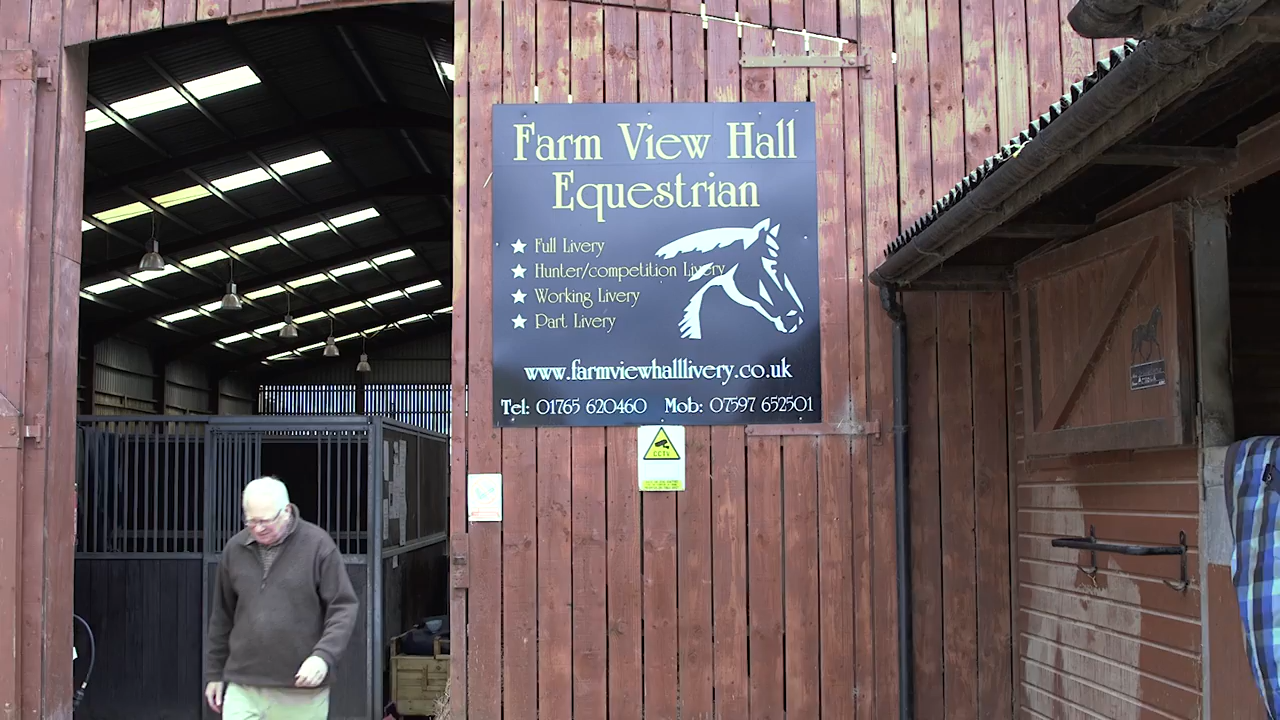 Farm View Hall
Equestrian
Full Livery
Hunter/competition Livery
Working Livery
Part Livery
www.farmviewhalllivery.co.uk
Tel: 01765 620460 Mob: 07597 652501
CCTV